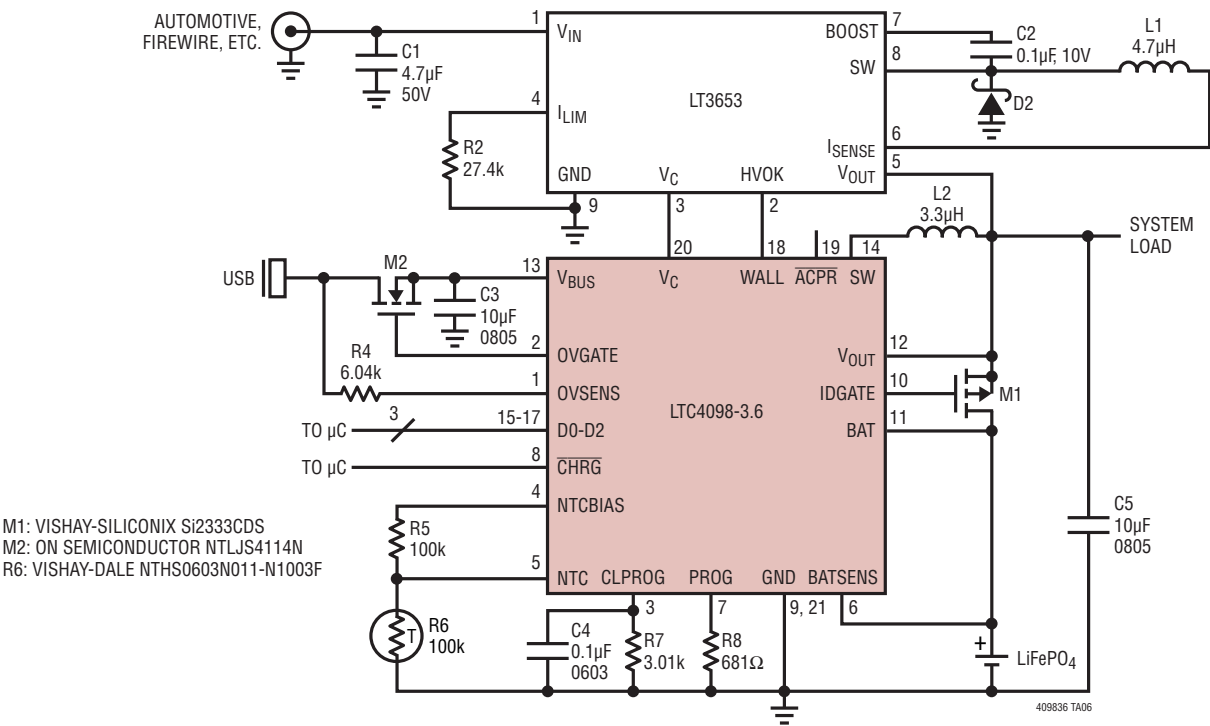 AUTOMOTIVE,
FIREWIRE, ETC.
C1
4.7µF
50V
1
VIN
4
ILIM
R2
27.4k
GND
9
LT3653
VC
3
HVOK
2
BOOST
7
SW
8
ISENSE
6
VOUT
5
C2
0.1µF, 10V
D2
L1
4.7µH
L2
3.3µH
SYSTEM
LOAD
USB
M2
C3
10µF
0805
R4
6.04k
TO µC
3
TO µC
13
VBUS
2
OVGATE
1
OVSENS
15-17
D0-D2
8
CHRG
4
NTCBIAS
5
NTC
20
VC
18
WALL
19
ACPR
14
SW
LTC4098-3.6
VOUT
12
IDGATE
10
BAT
11
M1
CLPROG
3
PROG
7
GND
9, 21
BATSENS
6
R5
100k
T
R6
100k
C4
0.1µF
0603
R7
3.01k
R8
681Ω
C5
10µF
0805
+
LiFePO4
M1: VISHAY-SILICONIX Si2333CDS
M2: ON SEMICONDUCTOR NTLJS4114N
R6: VISHAY-DALE NTHS0603N011-N1003F
409836 TA06